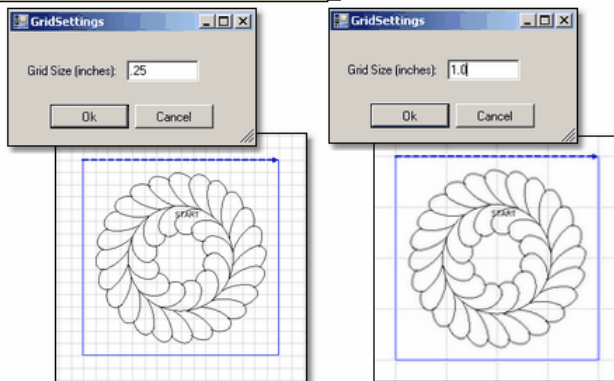 GridSettings
Grid Size (inches): .25
Ok Cancel
START
GridSettings
Grid Size (inches): 1.0
Ok Cancel
START